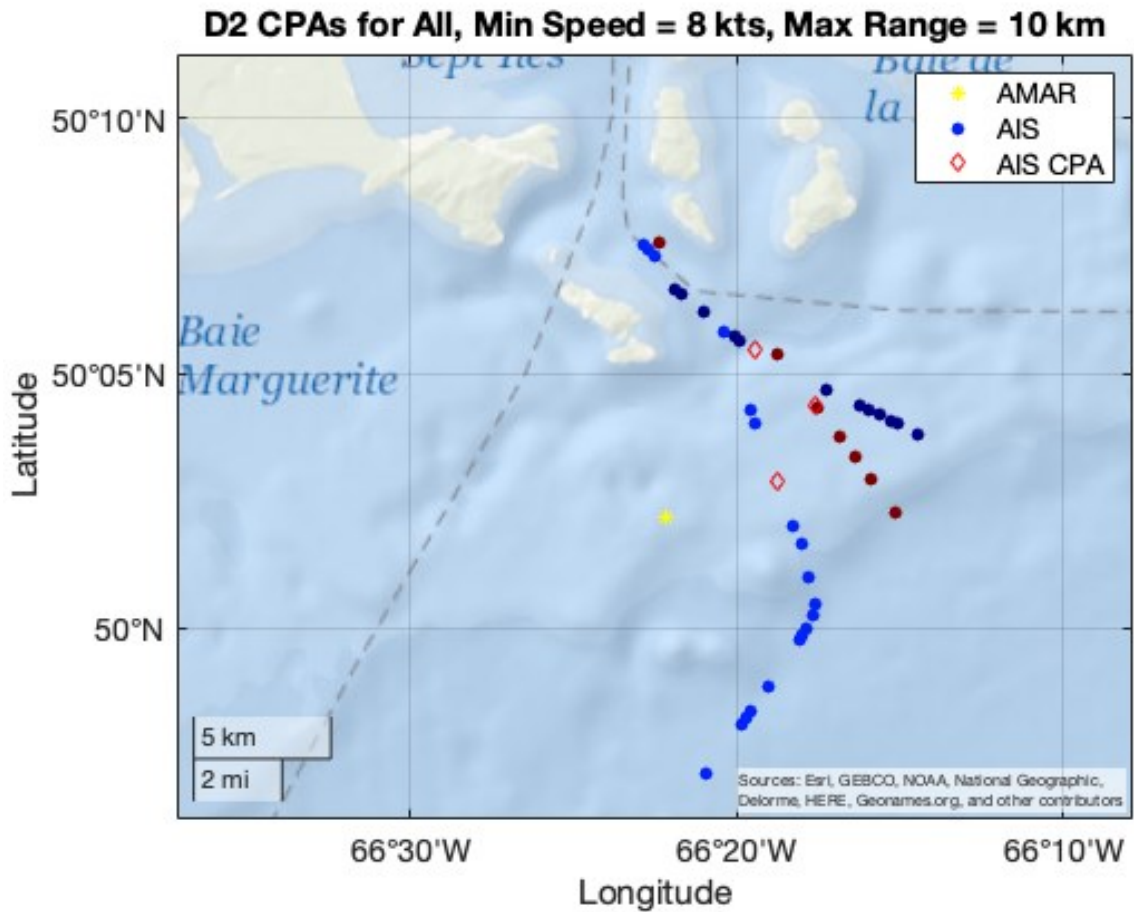 D2 CPAs for All, Min Speed = 8 kts, Max Range = 10 km
Sept Îles
Baie de
la
AMAR
AIS
AIS CPA
50°10'N
Baie
Marguerite
50°05'N
Latitude
50°N
5 km
2 mi
Sources: Esri, GEBCO, NOAA, National Geographic,
Delorme, HERE, Geonames.org, and other contributors
66°30'W
66°20'W
66°10'W
Longitude